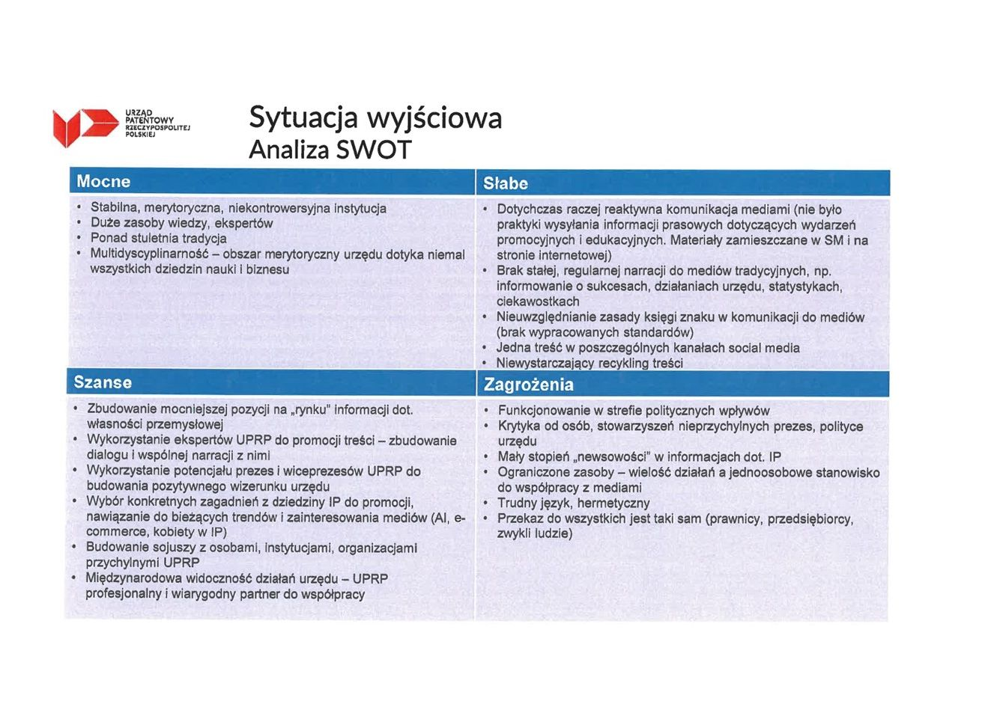 URZĄD
PATENTOWY
RZECZYPOSPOLITEJ
POLSKIEJ
Sytuacja wyjściowa
Analiza SWOT
Mocne
• Stabilna, merytoryczna, niekontrowersyjna instytucja
• Duże zasoby wiedzy, ekspertów
• Ponad stuletnia tradycja
• Multidyscyplinarność – obszar merytoryczny urzędu dotyka niemal
wszystkich dziedzin nauki i biznesu
Słabe
• Dotychczas raczej reaktywna komunikacja mediami (nie było
praktyki wysyłania informacji prasowych dotyczących wydarzeń
promocyjnych i edukacyjnych. Materiały zamieszczane w SM i na
stronie internetowej)
• Brak stałej, regularnej narracji do mediów tradycyjnych, np.
informowanie o sukcesach, działaniach urzędu, statystykach,
ciekawostkach
• Nieuwzględnianie zasady księgi znaku w komunikacji do mediów
(brak wypracowanych standardów)
• Jedna treść w poszczególnych kanałach social media
• Niewystarczający recykling treści
Szanse
• Zbudowanie mocniejszej pozycji na „rynku" informacji dot.
własności przemysłowej
• Wykorzystanie ekspertów UPRP do promocji treści – zbudowanie
dialogu i wspólnej narracji z nimi
• Wykorzystanie potencjału prezes i wiceprezesów UPRP do
budowania pozytywnego wizerunku urzędu
• Wybór konkretnych zagadnień z dziedziny IP do promocji,
nawiązanie do bieżących trendów i zainteresowania mediów (AI, e-
commerce, kobiety w IP)
• Budowanie sojuszy z osobami, instytucjami, organizacjami
przychylnymi UPRP
• Międzynarodowa widoczność działań urzędu – UPRP
profesjonalny i wiarygodny partner do współpracy
Zagrożenia
• Funkcjonowanie w strefie politycznych wpływów
• Krytyka od osób, stowarzyszeń nieprzychylnych prezes, polityce
urzędu
• Mały stopień „newsowości" w informacjach dot. IP
• Ograniczone zasoby – wielość działań a jednoosobowe stanowisko
do współpracy z mediami
• Trudny język, hermetyczny
• Przekaz do wszystkich jest taki sam (prawnicy, przedsiębiorcy,
zwykli ludzie)